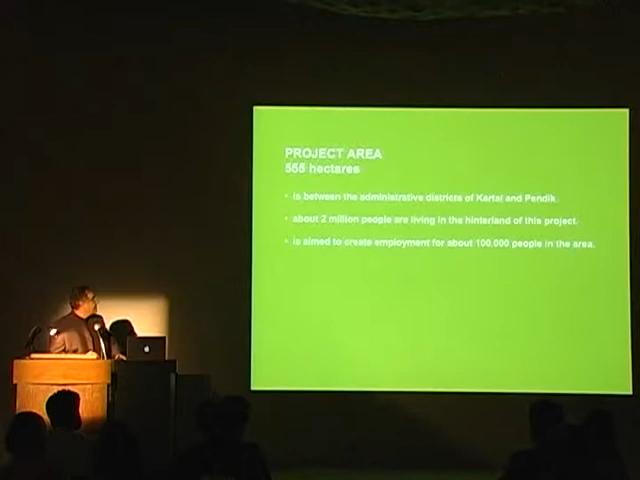 PROJECT AREA
555 hectares
• is between the administrative districts of Kartal and Pendik.
• about 2 million people are living in the hinterland of this project.
• is aimed to create employment for about 100.000 people in the area.